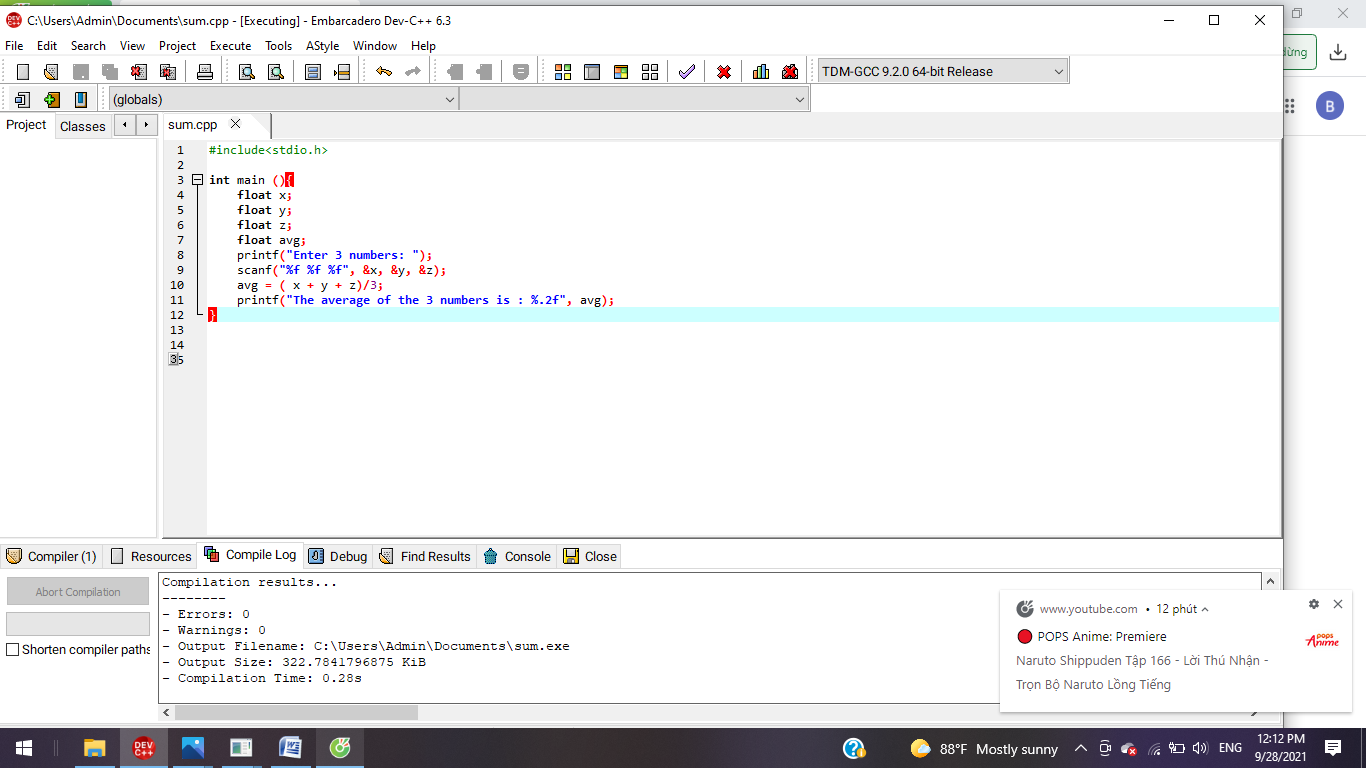 C:\Users\Admin\Documents\sum.cpp - [Executing] - Embarcadero Dev-C++ 6.3
File Edit Search View Project Execute Tools AStyle Window Help
TDM-GCC 9.2.0 64-bit Release
(globals)
Project Classes sum.cpp
B
1 #include<stdio.h>
2
3 int main (){
4 float x;
5 float y;
6 float z;
7 float avg;
8 printf("Enter 3 numbers: ");
9 scanf("%f %f %f", &x, &y, &z);
10 avg = ( x + y + z)/3;
11 printf("The average of the 3 numbers is : %.2f", avg);
12 }
13
14
Compiler (1) Resources Compile Log Debug Find Results Console Close
Abort Compilation
Shorten compiler paths
Compilation results...
--------
- Errors: 0
- Warnings: 0
- Output Filename: C:\Users\Admin\Documents\sum.exe
- Output Size: 322.7841796875 KiB
- Compilation Time: 0.28s
www.youtube.com • 12 phút
POPS Anime: Premiere
pops Anime
Naruto Shippuden Tập 166 - Lời Thú Nhận -
Trọn Bộ Naruto Lồng Tiếng
DEV C++
88°F Mostly sunny
ENG
12:12 PM
9/28/2021